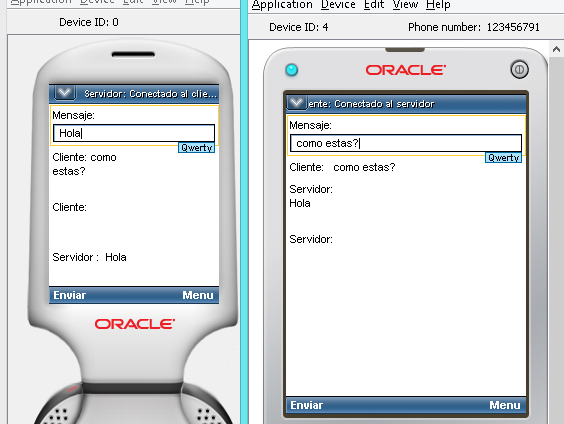 Application Device Edit View Help
Device ID: 0
Servidor: Conectado al clie...
Mensaje:
Hola
Qwerty
Cliente: como
estas?
Cliente:
Servidor : Hola
Enviar Menu
ORACLE
Application Device Edit View Help
Device ID: 4 Phone number: 123456791
ORACLE
ente: Conectado al servidor
Mensaje:
como estas?
Qwerty
Cliente: como estas?
Servidor:
Hola
Servidor:
Enviar Menu